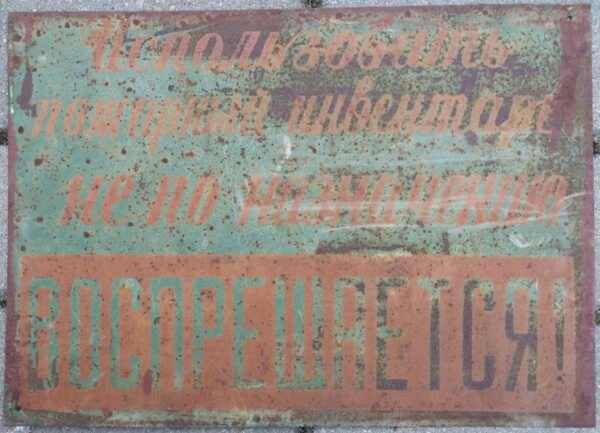 Использовать
пожарный инвентарь
не по назначению
ВОСПРЕЩАЕТСЯ!